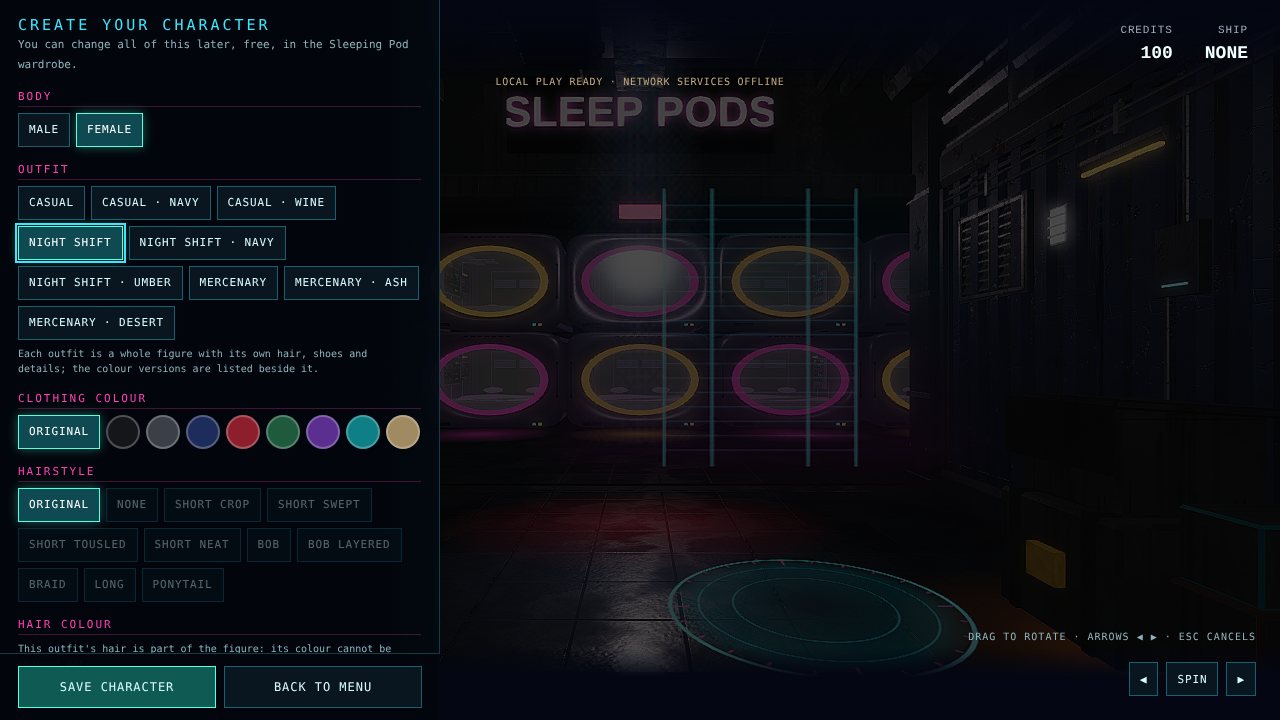 CREATE YOUR CHARACTER
You can change all of this later, free, in the Sleeping Pod
wardrobe.
BODY
MALE FEMALE
OUTFIT
CASUAL CASUAL · NAVY CASUAL · WINE
NIGHT SHIFT NIGHT SHIFT · NAVY
NIGHT SHIFT · UMBER MERCENARY MERCENARY · ASH
MERCENARY · DESERT
Each outfit is a whole figure with its own hair, shoes and
details; the colour versions are listed beside it.
CLOTHING COLOUR
ORIGINAL
HAIRSTYLE
ORIGINAL NONE SHORT CROP SHORT SWEPT
SHORT TOUSLED SHORT NEAT BOB BOB LAYERED
BRAID LONG PONYTAIL
HAIR COLOUR
This outfit's hair is part of the figure: its colour cannot be
SAVE CHARACTER BACK TO MENU
LOCAL PLAY READY · NETWORK SERVICES OFFLINE
SLEEP PODS
CREDITS SHIP
100 NONE
DRAG TO ROTATE · ARROWS ◀ ▶ · ESC CANCELS
◀ SPIN ▶